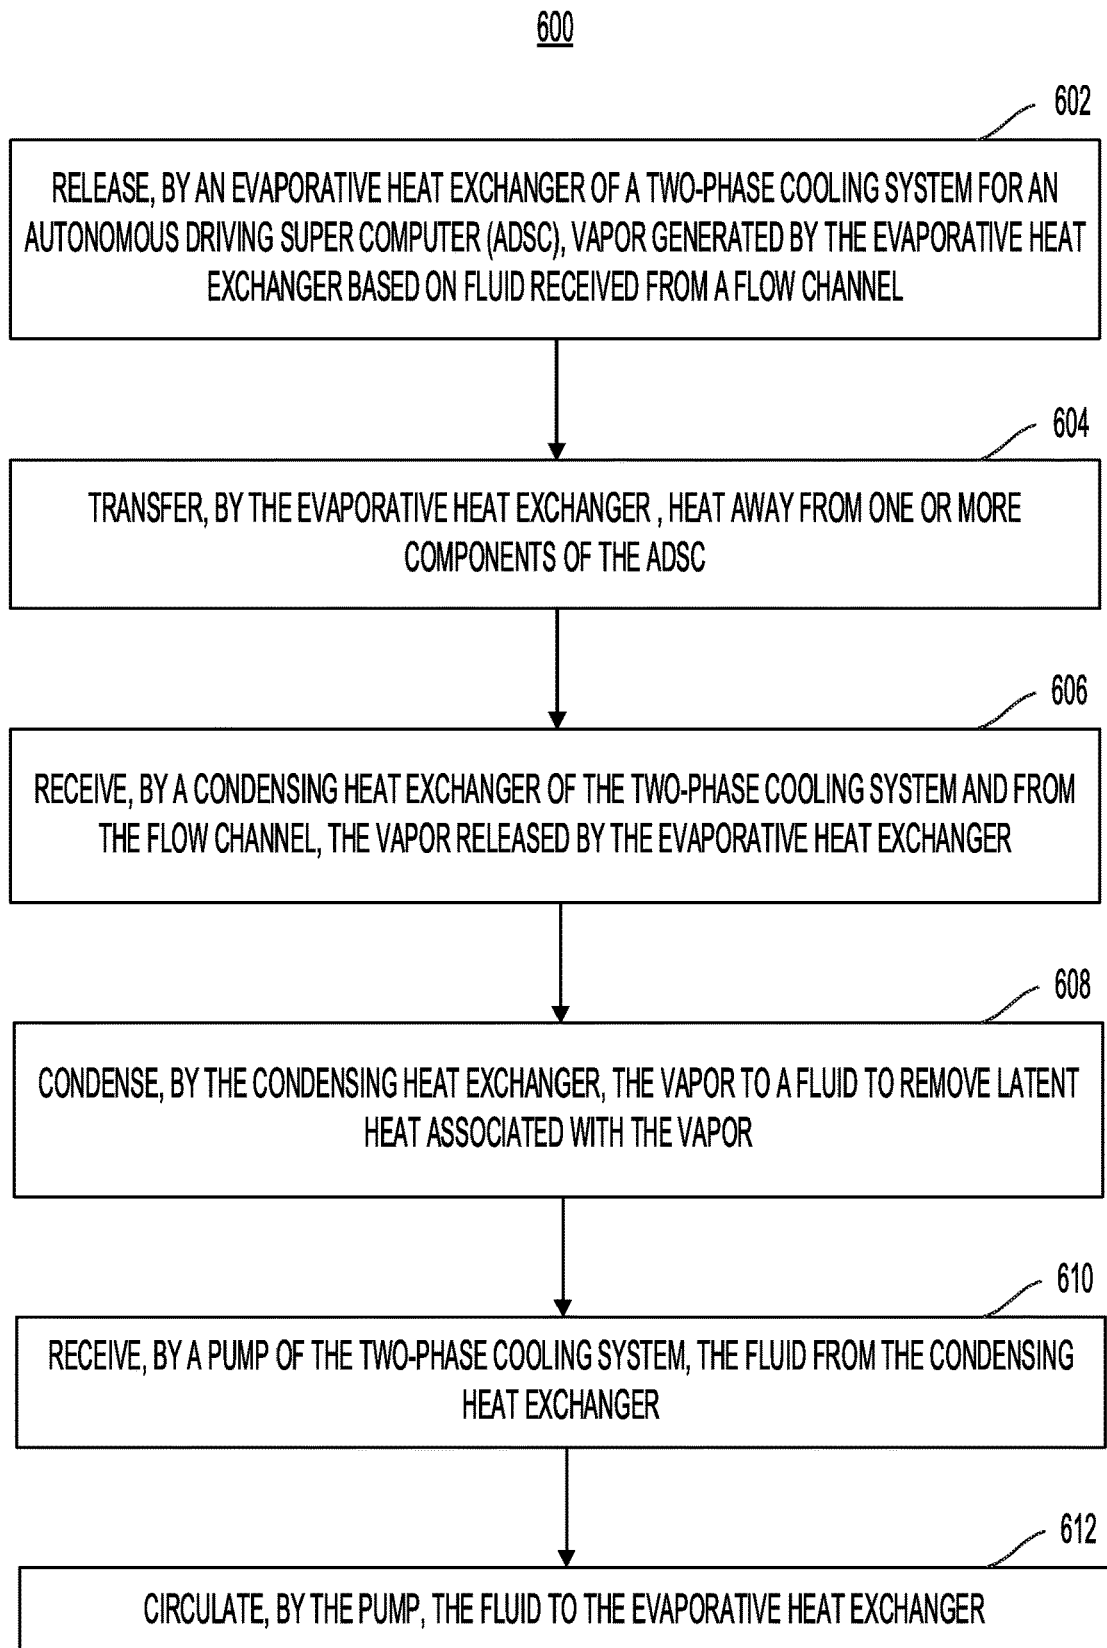 600
602
RELEASE, BY AN EVAPORATIVE HEAT EXCHANGER OF A TWO-PHASE COOLING SYSTEM FOR AN
AUTONOMOUS DRIVING SUPER COMPUTER (ADSC), VAPOR GENERATED BY THE EVAPORATIVE HEAT
EXCHANGER BASED ON FLUID RECEIVED FROM A FLOW CHANNEL
604
TRANSFER, BY THE EVAPORATIVE HEAT EXCHANGER , HEAT AWAY FROM ONE OR MORE
COMPONENTS OF THE ADSC
606
RECEIVE, BY A CONDENSING HEAT EXCHANGER OF THE TWO-PHASE COOLING SYSTEM AND FROM
THE FLOW CHANNEL, THE VAPOR RELEASED BY THE EVAPORATIVE HEAT EXCHANGER
608
CONDENSE, BY THE CONDENSING HEAT EXCHANGER, THE VAPOR TO A FLUID TO REMOVE LATENT
HEAT ASSOCIATED WITH THE VAPOR
610
RECEIVE, BY A PUMP OF THE TWO-PHASE COOLING SYSTEM, THE FLUID FROM THE CONDENSING
HEAT EXCHANGER
612
CIRCULATE, BY THE PUMP, THE FLUID TO THE EVAPORATIVE HEAT EXCHANGER